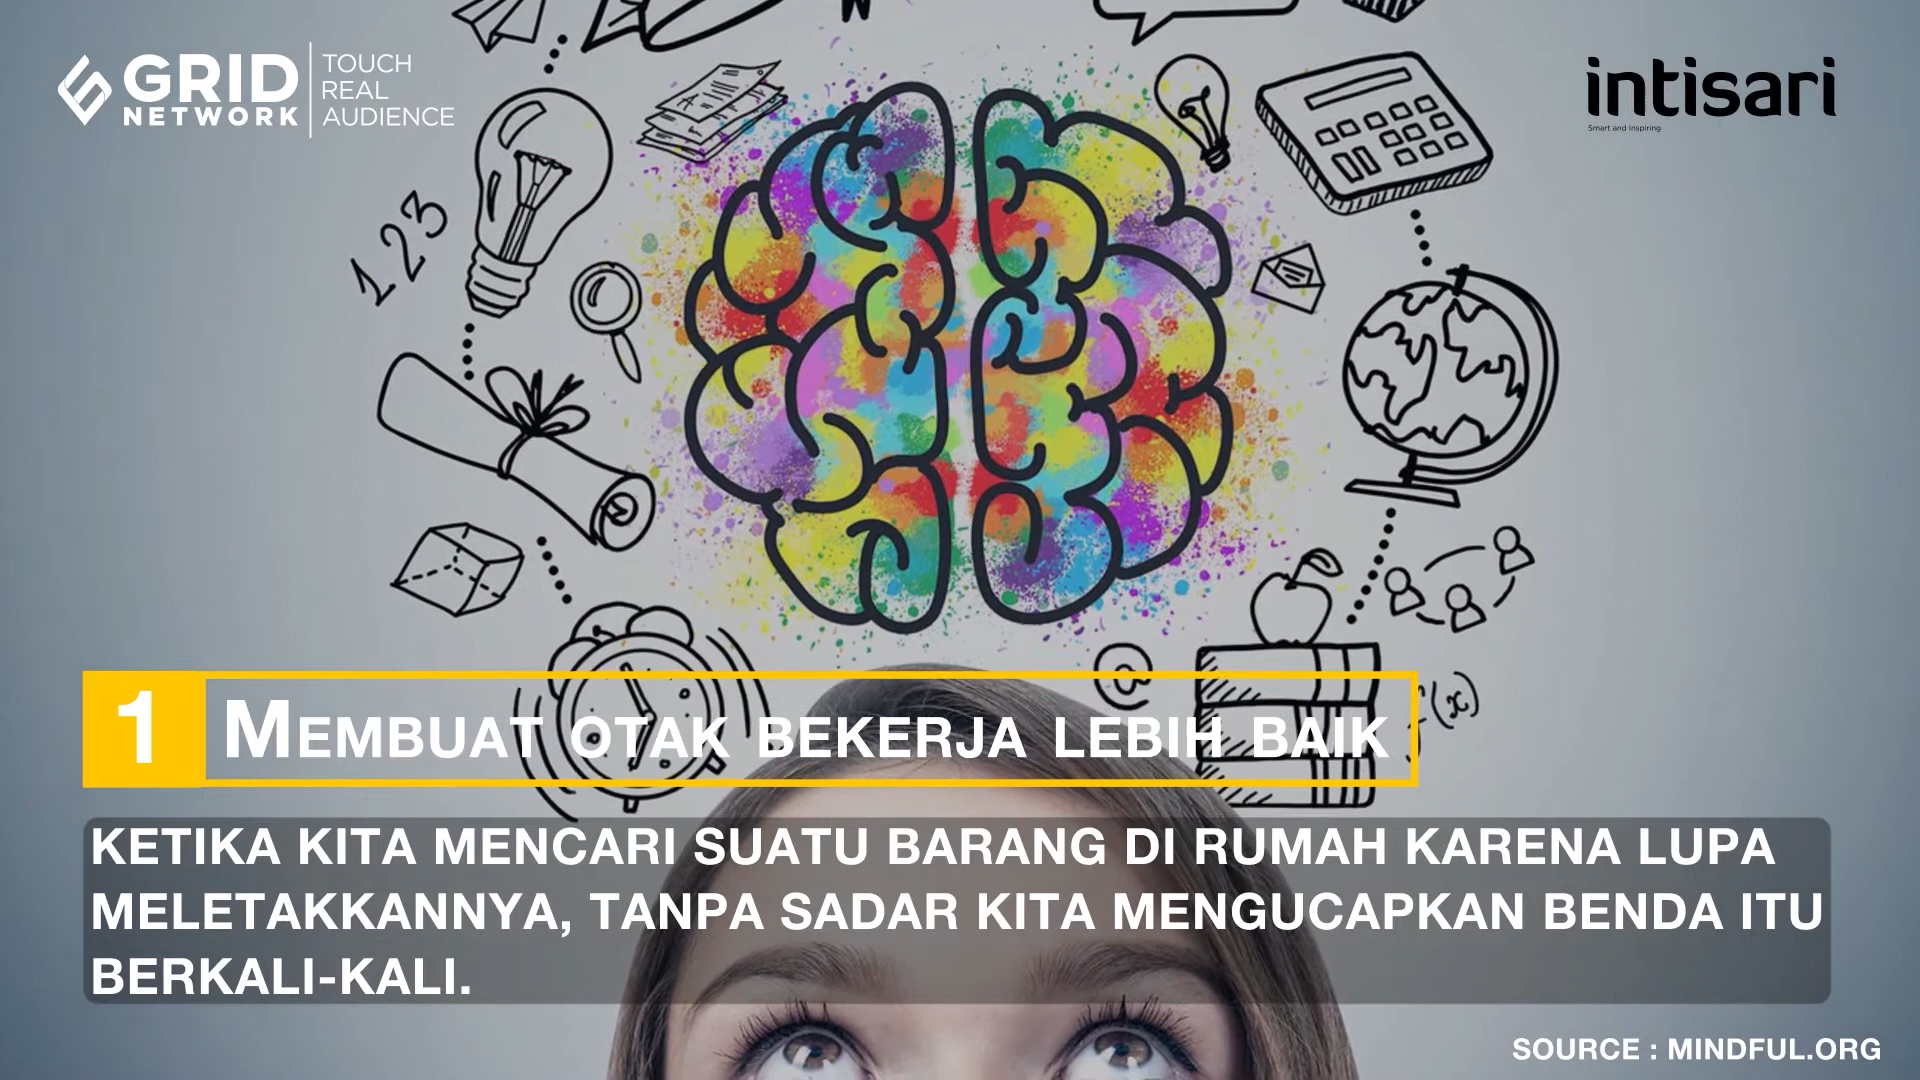 GRID
NETWORK
TOUCH
REAL
AUDIENCE
intisari
Smart and Inspiring
123
A+
@
f(x)
1 MEMBUAT OTAK BEKERJA LEBIH BAIK
KETIKA KITA MENCARI SUATU BARANG DI RUMAH KARENA LUPA
MELETAKKANNYA, TANPA SADAR KITA MENGUCAPKAN BENDA ITU
BERKALI-KALI.
SOURCE : MINDFUL.ORG